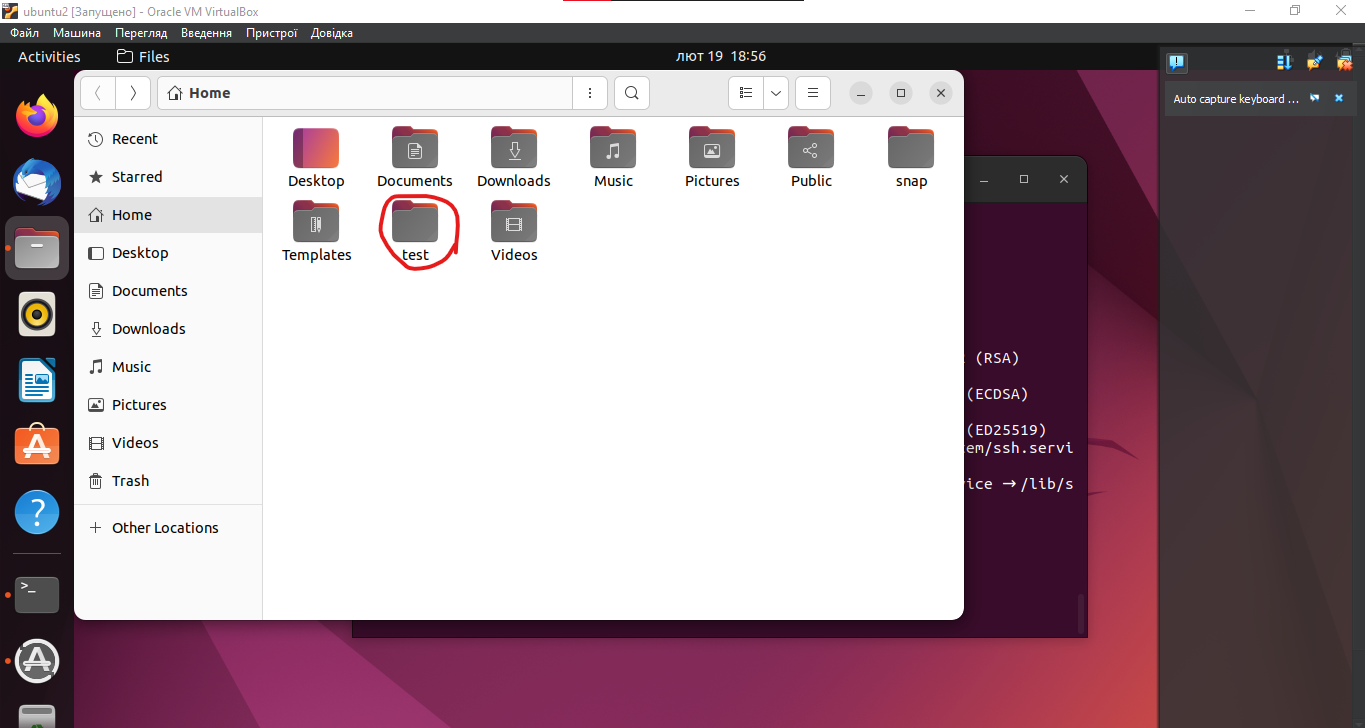 ubuntu2 [Запущено] - Oracle VM VirtualBox
Файл Машина Перегляд Введення Пристрої Довідка
Activities Files лют 19 18:56
Home
Auto capture keyboard ...
Recent
Starred
Home
Desktop
Documents
Downloads
Music
Pictures
Videos
Trash
Other Locations
Desktop Documents Downloads Music Pictures Public snap
Templates test Videos
(RSA)
(ECDSA)
(ED25519)
em/ssh.servi
ice →/lib/s